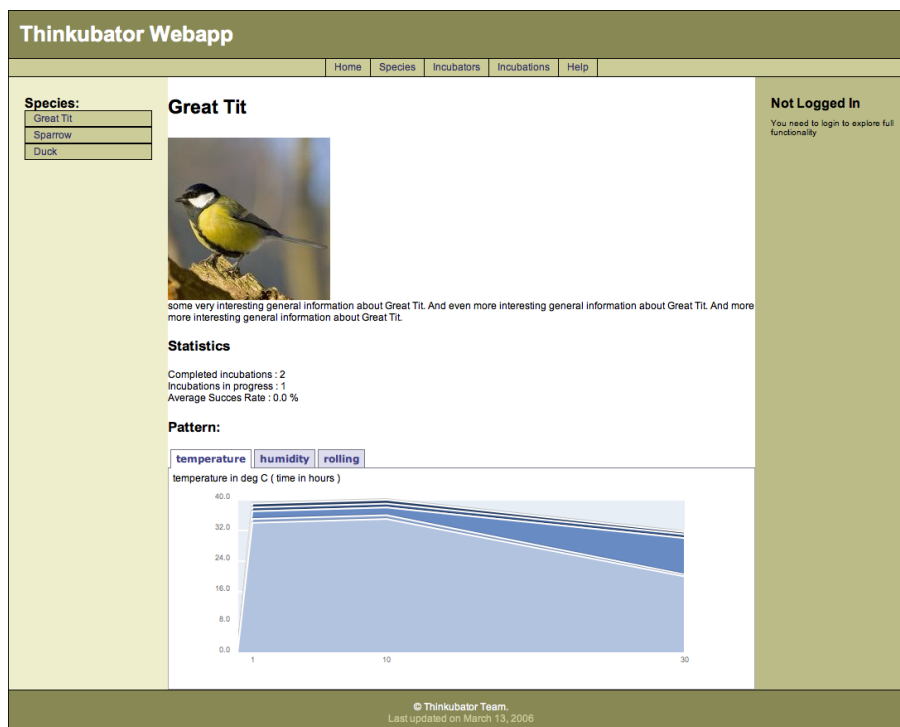 Thinkubator Webapp
Home Species Incubators Incubations Help
Species:
Great Tit
Sparrow
Duck
Great Tit
some very interesting general information about Great Tit. And even more interesting general information about Great Tit. And more
more interesting general information about Great Tit.
Statistics
Completed incubations : 2
Incubations in progress : 1
Average Succes Rate : 0.0 %
Pattern:
temperature humidity rolling
temperature in deg C ( time in hours )
40.0
32.0
24.0
16.0
8.0
0.0
1 10 30
Not Logged In
You need to login to explore full
functionality
© Thinkubator Team.
Last updated on March 13, 2006